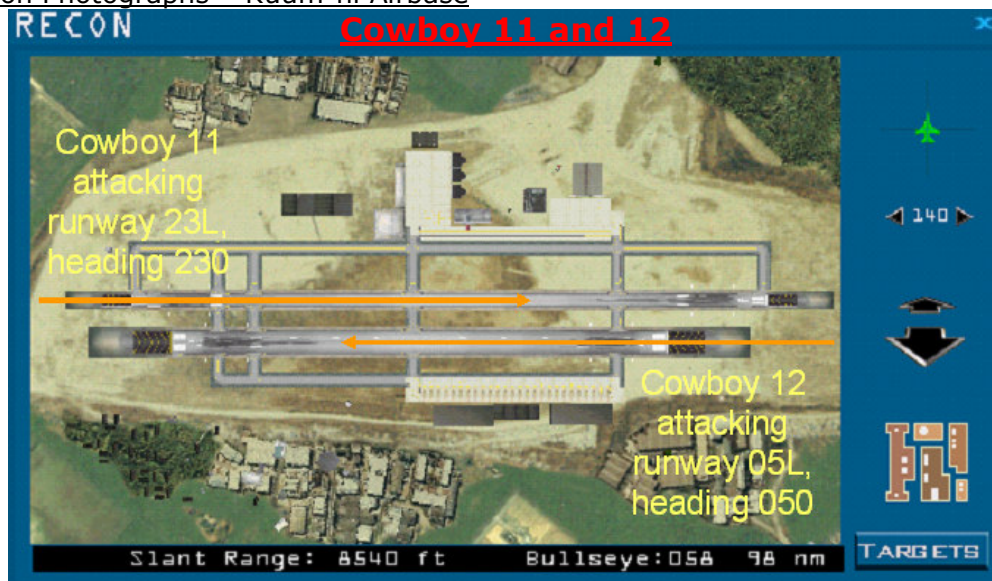 RECON
Cowboy 11 and 12
Cowboy 11
attacking
runway 23L,
heading 230
140
Cowboy 12
attacking
runway 05L,
heading 050
Slant Range: 8540 ft Bullseye:058 98 nm
TARGETS